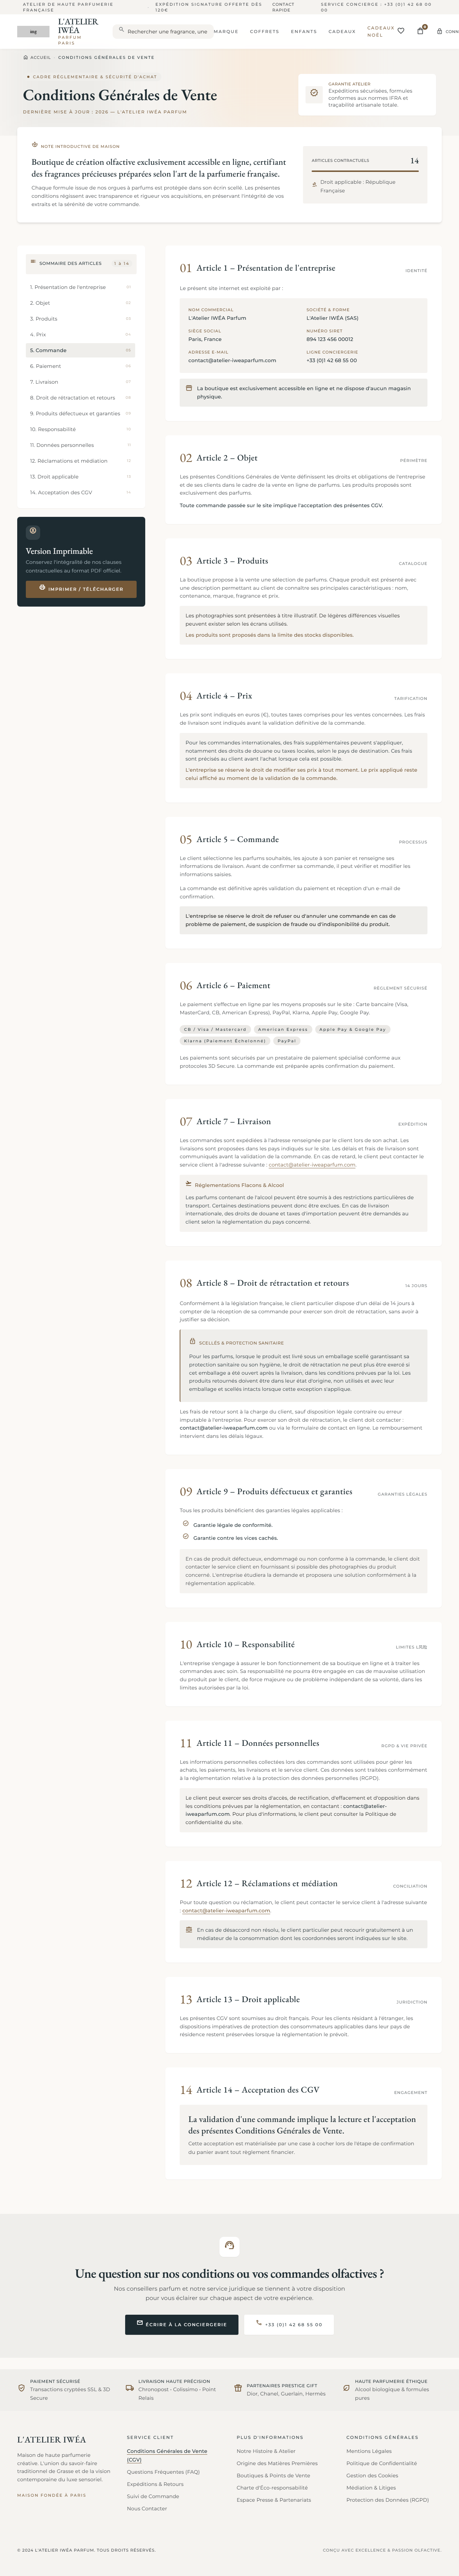 ATELIER DE HAUTE PARFUMERIE FRANÇAISE
EXPÉDITION SIGNATURE OFFERTE DÈS 120€
CONTACT RAPIDE
SERVICE CONCIERGE : +33 (0)1 42 68 00 00
img
L'ATELIER IWÉA
PARFUM PARIS
Rechercher une fragrance, une
MARQUE
COFFRETS
ENFANTS
CADEAUX
CADEAUX NOËL
CONN
ACCUEIL
CONDITIONS GÉNÉRALES DE VENTE
CADRE RÉGLEMENTAIRE & SÉCURITÉ D'ACHAT
Conditions Générales de Vente
DERNIÈRE MISE À JOUR : 2026 — L'ATELIER IWÉA PARFUM
GARANTIE ATELIER
Expéditions sécurisées, formules conformes aux normes IFRA et traçabilité artisanale totale.
NOTE INTRODUCTIVE DE MAISON
Boutique de création olfactive exclusivement accessible en ligne, certifiant
des fragrances précieuses préparées selon l'art de la parfumerie française.
Chaque formule issue de nos orgues à parfums est protégée dans son écrin scellé. Les présentes
conditions régissent avec transparence et rigueur vos acquisitions, en préservant l'intégrité de vos
extraits et la sérénité de votre commande.
ARTICLES CONTRACTUELS
14
Droit applicable : République Française
SOMMAIRE DES ARTICLES
1 à 14
1. Présentation de l'entreprise
2. Objet
3. Produits
4. Prix
5. Commande
6. Paiement
7. Livraison
8. Droit de rétractation et retours
9. Produits défectueux et garanties
10. Responsabilité
11. Données personnelles
12. Réclamations et médiation
13. Droit applicable
14. Acceptation des CGV
Version Imprimable
Conservez l'intégralité de nos clauses contractuelles au format PDF officiel.
IMPRIMER / TÉLÉCHARGER
01 Article 1 – Présentation de l'entreprise
IDENTITÉ
Le présent site internet est exploité par :
NOM COMMERCIAL
L'Atelier IWÉA Parfum
SOCIÉTÉ & FORME
L'Atelier IWÉA (SAS)
SIÈGE SOCIAL
Paris, France
NUMÉRO SIRET
894 123 456 00012
ADRESSE E-MAIL
contact@atelier-iweaparfum.com
LIGNE CONCIERGERIE
+33 (0)1 42 68 55 00
La boutique est exclusivement accessible en ligne et ne dispose d'aucun magasin physique.
02 Article 2 – Objet
PÉRIMÈTRE
Les présentes Conditions Générales de Vente définissent les droits et obligations de l'entreprise
et de ses clients dans le cadre de la vente en ligne de parfums. Les produits proposés sont
exclusivement des parfums.
Toute commande passée sur le site implique l'acceptation des présentes CGV.
03 Article 3 – Produits
CATALOGUE
La boutique propose à la vente une sélection de parfums. Chaque produit est présenté avec
une description permettant au client de connaître ses principales caractéristiques : nom,
contenance, marque, fragrance et prix.
Les photographies sont présentées à titre illustratif. De légères différences visuelles
peuvent exister selon les écrans utilisés.
Les produits sont proposés dans la limite des stocks disponibles.
04 Article 4 – Prix
TARIFICATION
Les prix sont indiqués en euros (€), toutes taxes comprises pour les ventes concernées. Les frais
de livraison sont indiqués avant la validation définitive de la commande.
Pour les commandes internationales, des frais supplémentaires peuvent s'appliquer,
notamment des droits de douane ou taxes locales, selon le pays de destination. Ces frais
sont précisés au client avant l'achat lorsque cela est possible.
L'entreprise se réserve le droit de modifier ses prix à tout moment. Le prix appliqué reste
celui affiché au moment de la validation de la commande.
05 Article 5 – Commande
PROCESSUS
Le client sélectionne les parfums souhaités, les ajoute à son panier et renseigne ses
informations de livraison. Avant de confirmer sa commande, il peut vérifier et modifier les
informations saisies.
La commande est définitive après validation du paiement et réception d'un e-mail de
confirmation.
L'entreprise se réserve le droit de refuser ou d'annuler une commande en cas de
problème de paiement, de suspicion de fraude ou d'indisponibilité du produit.
06 Article 6 – Paiement
RÈGLEMENT SÉCURISÉ
Le paiement s'effectue en ligne par les moyens proposés sur le site : Carte bancaire (Visa,
MasterCard, CB, American Express), PayPal, Klarna, Apple Pay, Google Pay.
CB / Visa / Mastercard
American Express
Apple Pay & Google Pay
Klarna (Paiement Échelonné)
PayPal
Les paiements sont sécurisés par un prestataire de paiement spécialisé conforme aux
protocoles 3D Secure. La commande est préparée après confirmation du paiement.
07 Article 7 – Livraison
EXPÉDITION
Les commandes sont expédiées à l'adresse renseignée par le client lors de son achat. Les
livraisons sont proposées dans les pays indiqués sur le site. Les délais et frais de livraison sont
communiqués avant la validation de la commande. En cas de retard, le client peut contacter le
service client à l'adresse suivante : contact@atelier-iweaparfum.com.
Réglementations Flacons & Alcool
Les parfums contenant de l'alcool peuvent être soumis à des restrictions particulières de
transport. Certaines destinations peuvent donc être exclues. En cas de livraison
internationale, des droits de douane et taxes d'importation peuvent être demandés au
client selon la réglementation du pays concerné.
08 Article 8 – Droit de rétractation et retours
14 JOURS
Conformément à la législation française, le client particulier dispose d'un délai de 14 jours à
compter de la réception de sa commande pour exercer son droit de rétractation, sans avoir à
justifier sa décision.
SCELLÉS & PROTECTION SANITAIRE
Pour les parfums, lorsque le produit est livré sous un emballage scellé garantissant sa
protection sanitaire ou son hygiène, le droit de rétractation ne peut plus être exercé si
cet emballage a été ouvert après la livraison, dans les conditions prévues par la loi. Les
produits retournés doivent être dans leur état d'origine, non utilisés et avec leur
emballage et scellés intacts lorsque cette exception s'applique.
Les frais de retour sont à la charge du client, sauf disposition légale contraire ou erreur
imputable à l'entreprise. Pour exercer son droit de rétractation, le client doit contacter :
contact@atelier-iweaparfum.com ou via le formulaire de contact en ligne. Le remboursement
intervient dans les délais légaux.
09 Article 9 – Produits défectueux et garanties
GARANTIES LÉGALES
Tous les produits bénéficient des garanties légales applicables :
Garantie légale de conformité.
Garantie contre les vices cachés.
En cas de produit défectueux, endommagé ou non conforme à la commande, le client doit
contacter le service client en fournissant si possible des photographies du produit
concerné. L'entreprise étudiera la demande et proposera une solution conformément à la
réglementation applicable.
10 Article 10 – Responsabilité
L'entreprise s'engage à assurer le bon fonctionnement de sa boutique en ligne et à traiter les
commandes avec soin. Sa responsabilité ne pourra être engagée en cas de mauvaise utilisation
du produit par le client, de force majeure ou de problème indépendant de sa volonté, dans les
limites autorisées par la loi.
11 Article 11 – Données personnelles
RGPD & VIE PRIVÉE
Les informations personnelles collectées lors des commandes sont utilisées pour gérer les
achats, les paiements, les livraisons et le service client. Ces données sont traitées conformément
à la réglementation relative à la protection des données personnelles (RGPD).
Le client peut exercer ses droits d'accès, de rectification, d'effacement et d'opposition dans
les conditions prévues par la réglementation, en contactant : contact@atelier-
iweaparfum.com. Pour plus d'informations, le client peut consulter la Politique de
confidentialité du site.
12 Article 12 – Réclamations et médiation
CONCILIATION
Pour toute question ou réclamation, le client peut contacter le service client à l'adresse suivante
: contact@atelier-iweaparfum.com
En cas de désaccord non résolu, le client particulier peut recourir gratuitement à un
médiateur de la consommation dont les coordonnées seront indiquées sur le site.
13 Article 13 – Droit applicable
JURIDICTION
Les présentes CGV sont soumises au droit français. Pour les clients résidant à l'étranger, les
dispositions impératives de protection des consommateurs applicables dans leur pays de
résidence restent préservées lorsque la réglementation le prévoit.
14 Article 14 – Acceptation des CGV
ENGAGEMENT
La validation d'une commande implique la lecture et l'acceptation
des présentes Conditions Générales de Vente.
Cette acceptation est matérialisée par une case à cocher lors de l'étape de confirmation
du panier avant tout règlement financier.
Une question sur nos conditions ou vos commandes olfactives ?
Nos conseillers parfum et notre service juridique se tiennent à votre disposition
pour vous éclairer sur chaque aspect de votre expérience.
ÉCRIRE À LA CONCIERGERIE
+33 (0)1 42 68 55 00
PAIEMENT SÉCURISÉ
Transactions cryptées SSL & 3D Secure
LIVRAISON HAUTE PRÉCISION
Chronopost · Colissimo · Point Relais
PARTENAIRES PRESTIGE GIFT
Dior, Chanel, Guerlain, Hermès
HAUTE PARFUMERIE ÉTHIQUE
Alcool biologique & formules pures
L'ATELIER IWÉA
Maison de haute parfumerie créative. L'union du savoir-faire traditionnel de Grasse et de la vision contemporaine du luxe sensoriel.
MAISON FONDÉE À PARIS
SERVICE CLIENT
Conditions Générales de Vente (CGV)
Questions Fréquentes (FAQ)
Expéditions & Retours
Suivi de Commande
Nous Contacter
PLUS D'INFORMATIONS
Notre Histoire & Atelier
Origine des Matières Premières
Boutiques & Points de Vente
Charte d'Éco-responsabilité
Espace Presse & Partenariats
CONDITIONS GÉNÉRALES
Mentions Légales
Politique de Confidentialité
Gestion des Cookies
Médiation & Litiges
Protection des Données (RGPD)
© 2024 L'ATELIER IWÉA PARFUM. TOUS DROITS RÉSERVÉS.
CONÇU AVEC EXCELLENCE & PASSION OLFACTIVE.